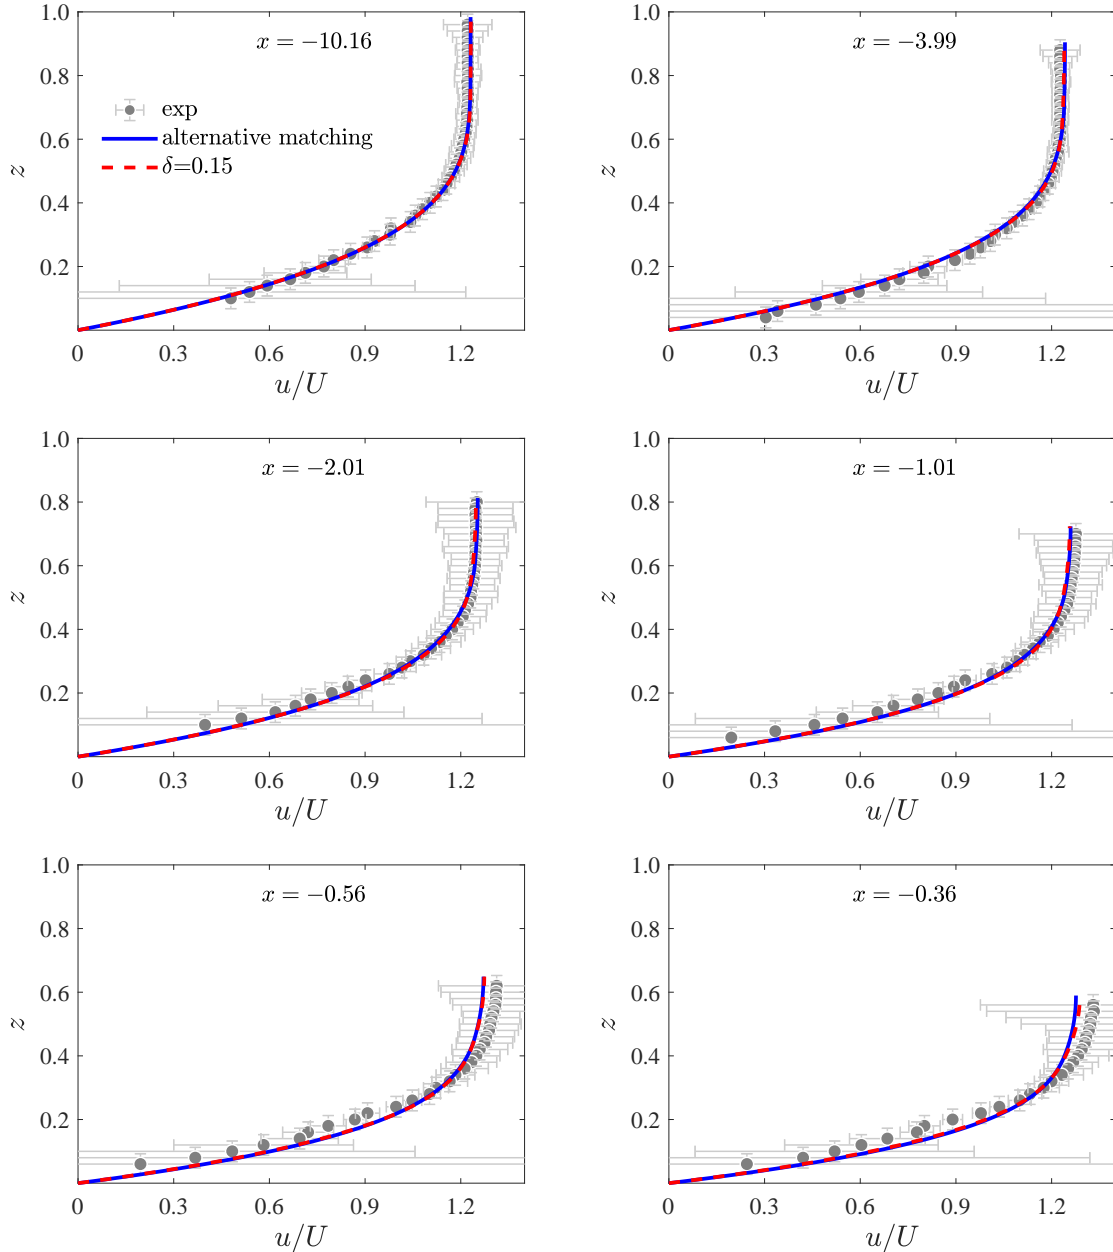 x = −10.16
exp
alternative matching
δ=0.15
1.0
0.8
0.6
0.4
0.2
z
0 0.3 0.6 0.9 1.2
u/U
x = −3.99
1.0
0.8
0.6
0.4
0.2
z
0 0.3 0.6 0.9 1.2
u/U
x = −2.01
1.0
0.8
0.6
0.4
0.2
z
0 0.3 0.6 0.9 1.2
u/U
x = −1.01
1.0
0.8
0.6
0.4
0.2
z
0 0.3 0.6 0.9 1.2
u/U
x = −0.56
1.0
0.8
0.6
0.4
0.2
z
0 0.3 0.6 0.9 1.2
u/U
x = −0.36
1.0
0.8
0.6
0.4
0.2
z
0 0.3 0.6 0.9 1.2
u/U